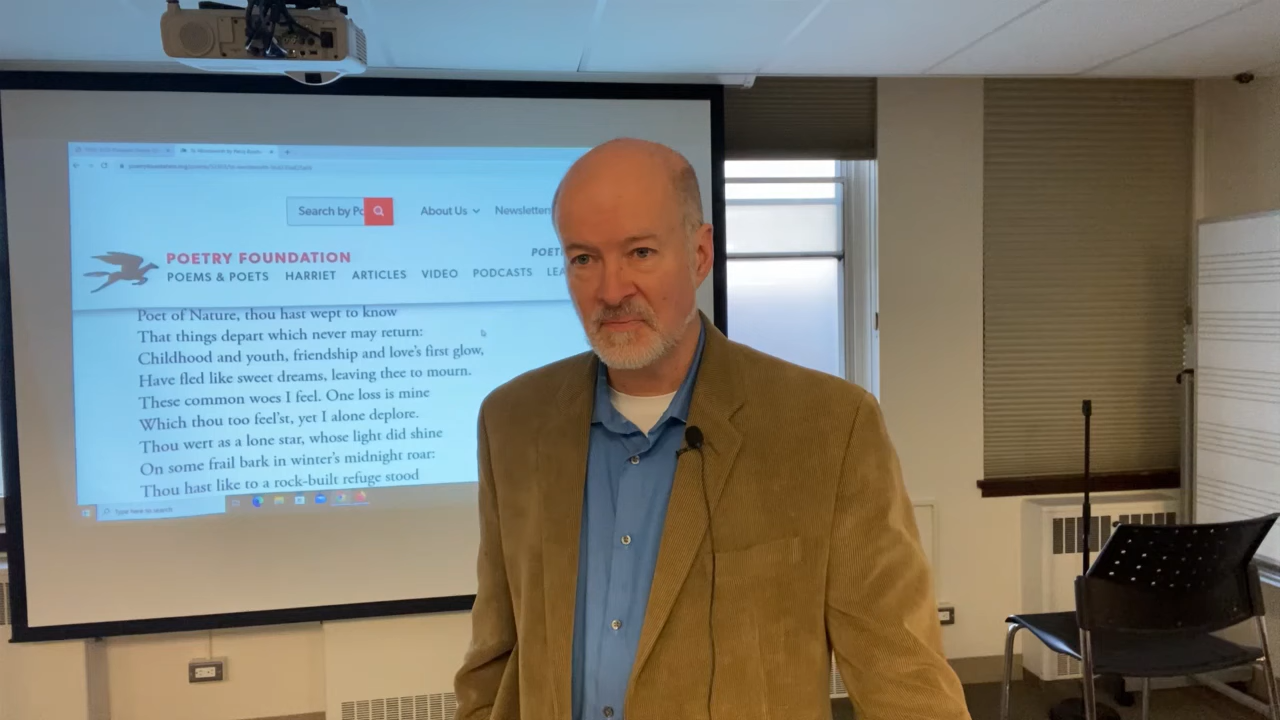 Search by Po
About Us
Newsletter
POETRY FOUNDATION
POET
POEMS & POETS HARRIET ARTICLES VIDEO PODCASTS LEA
Poet of Nature, thou hast wept to know
That things depart which never may return:
Childhood and youth, friendship and love's first glow,
Have fled like sweet dreams, leaving thee to mourn.
These common woes I feel. One loss is mine
Which thou too feel'st, yet I alone deplore.
Thou wert as a lone star, whose light did shine
On some frail bark in winter's midnight roar:
Thou hast like to a rock-built refuge stood
Type here to search